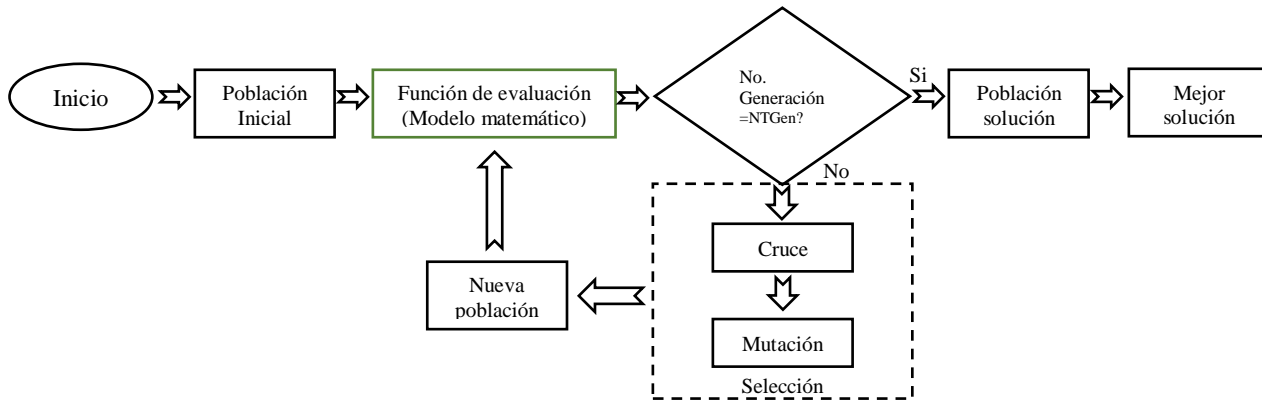 Inicio
Población
Inicial
Función de evaluación
(Modelo matemático)
No.
Generación
=NTGen?
Si
Población
solución
Mejor
solución
No
Cruce
Mutación
Selección
Nueva
población